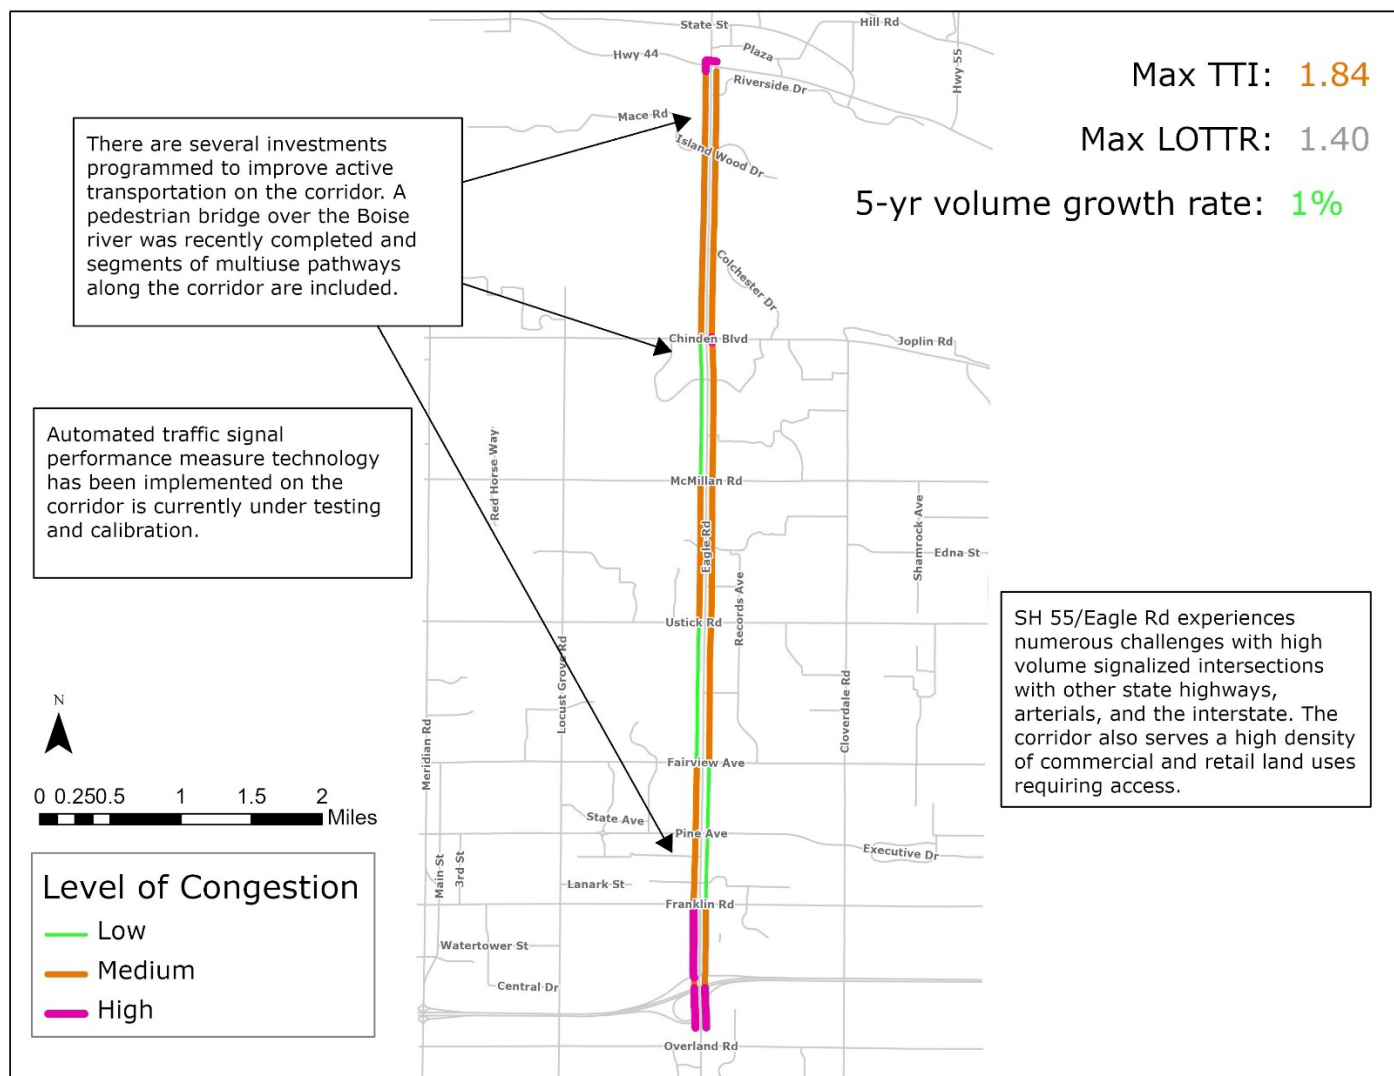 State St
Hill Rd
Hwy 44
Plaza
Hwy 55
Riverside Dr
Mace Rd
Island Wood Dr
Max TTI: 1.84
Max LOTTR: 1.40
5-yr volume growth rate: 1%
There are several investments
programmed to improve active
transportation on the corridor. A
pedestrian bridge over the Boise
river was recently completed and
segments of multiuse pathways
along the corridor are included.
Colchester Dr
Chinden Blvd
Joplin Rd
Automated traffic signal
performance measure technology
has been implemented on the
corridor is currently under testing
and calibration.
Red Horse Way
McMillan Rd
Eagle Rd
Shamrock Ave
Edna St
Records Ave
Ustick Rd
SH 55/Eagle Rd experiences
numerous challenges with high
volume signalized intersections
with other state highways,
arterials, and the interstate. The
corridor also serves a high density
of commercial and retail land uses
requiring access.
Locust Grove Rd
Meridian Rd
Cloverdale Rd
N
Fairview Ave
0 0.25 0.5 1 1.5 2
Miles
State Ave
Pine Ave
Executive Dr
Main St
3rd St
Lanark St
Franklin Rd
Watertower St
Central Dr
Overland Rd
Level of Congestion
Low
Medium
High